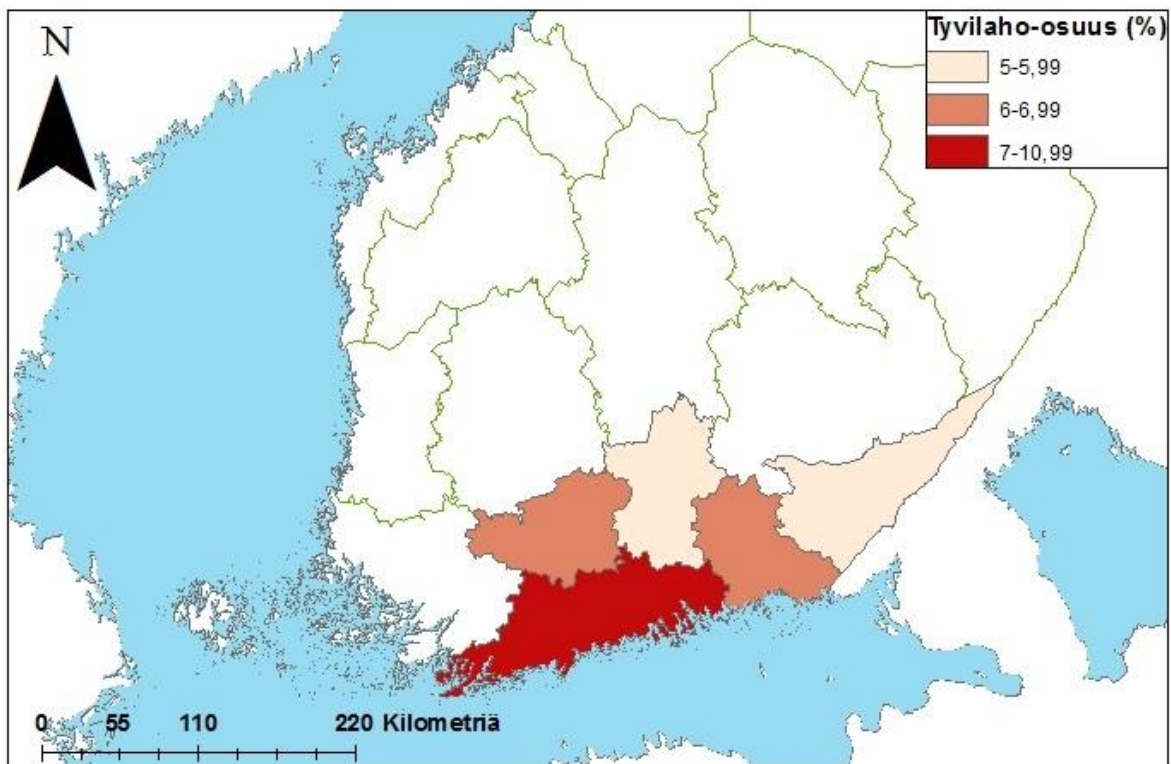 N
Tyvilaho-osuus (%)
5-5,99
6-6,99
7-10,99
0 55 110 220 Kilometriä